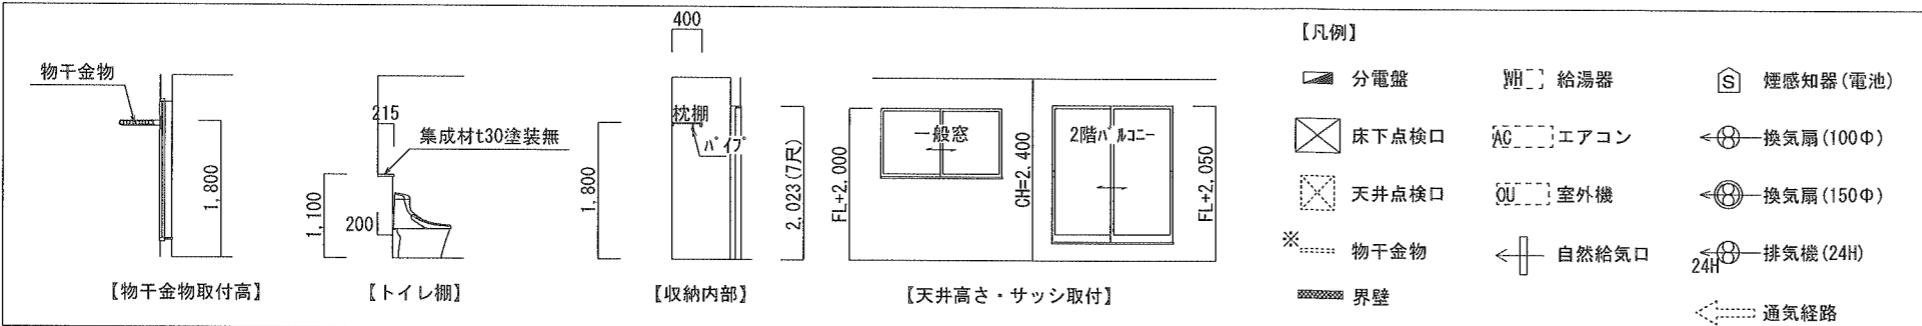 物干金物
1,800
【物干金物取付高】
215
集成材t30塗装無
1,100
200
【トイレ棚】
400
枕棚
パイプ
1,800
2,023(7尺)
【収納内部】
FL+2,000
一般窓
CH=2,400
2階バルコニー
FL+2,050
【天井高さ・サッシ取付】
【凡例】
分電盤
床下点検口
天井点検口
※ 物干金物
界壁
WH 給湯器
AC エアコン
OU 室外機
自然給気口
S 煙感知器(電池)
換気扇(100Φ)
換気扇(150Φ)
24H 排気機(24H)
通気経路